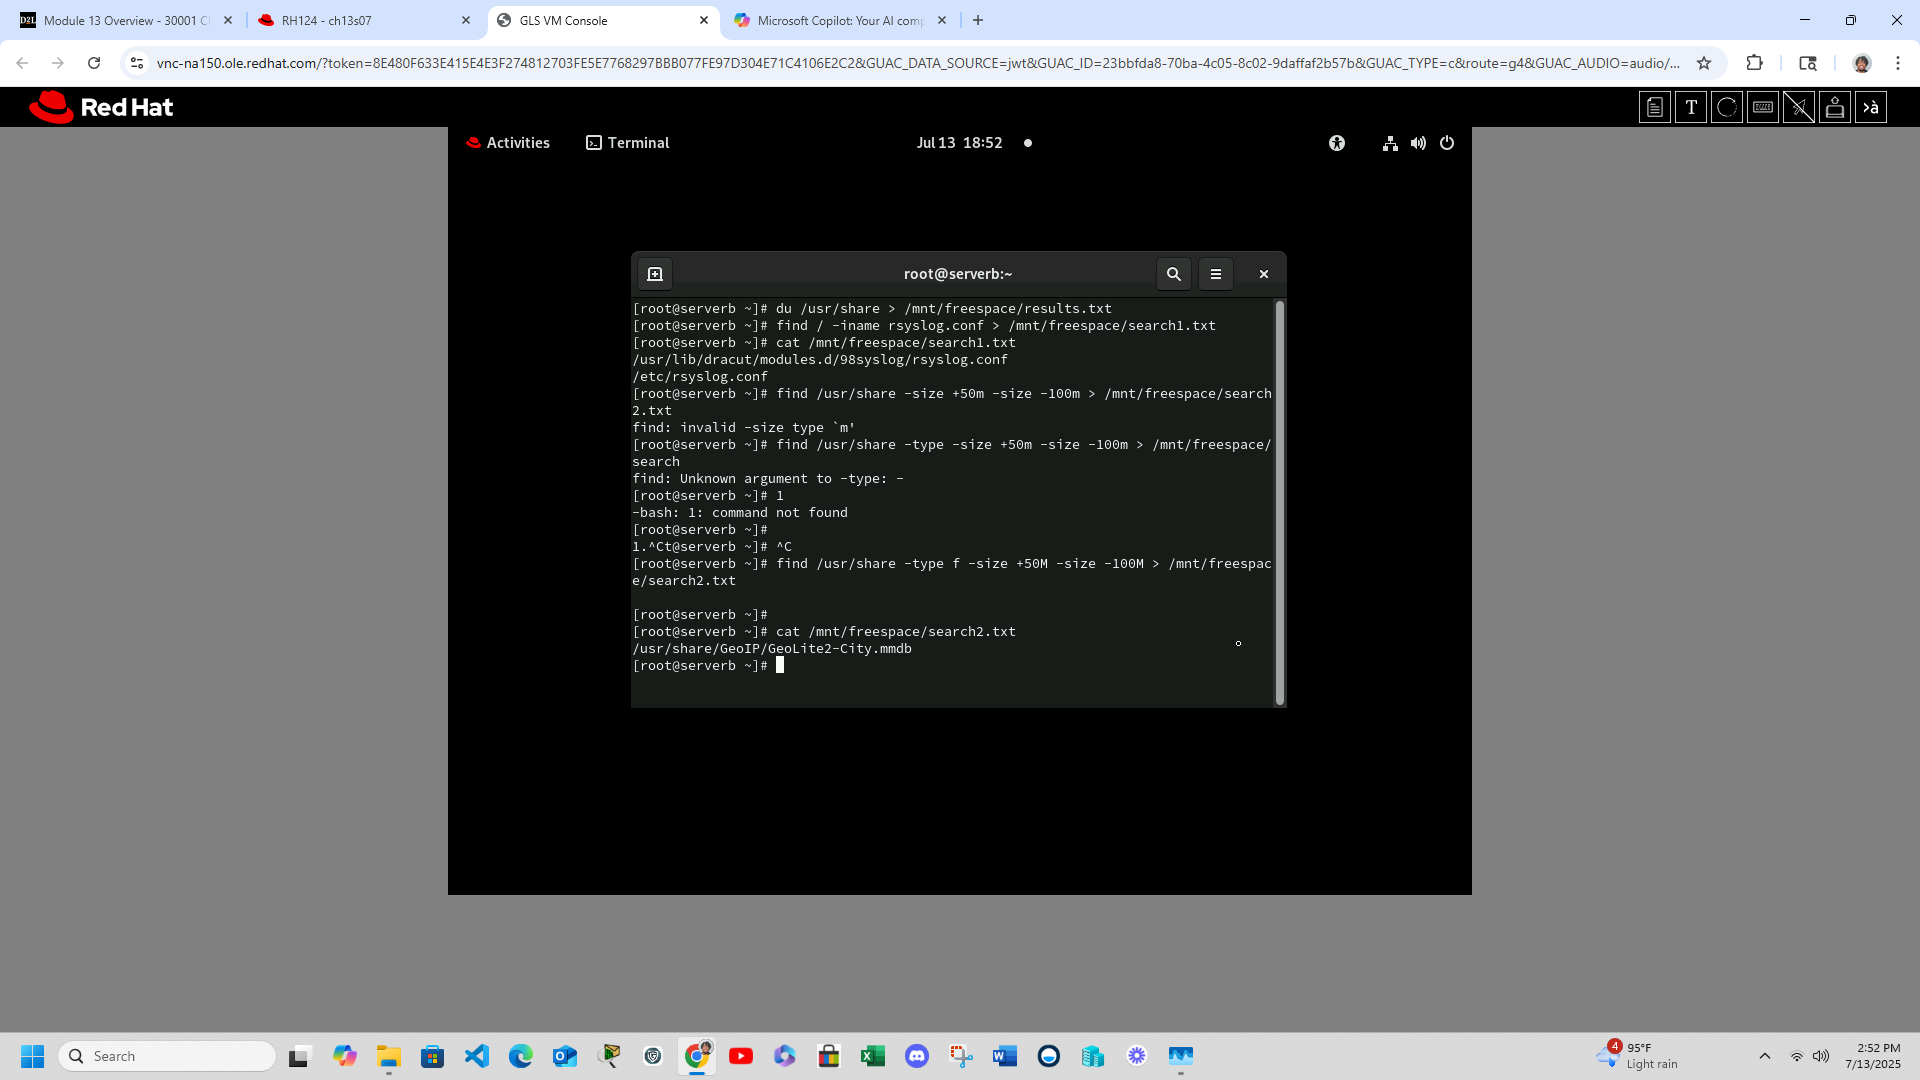 Module 13 Overview - 30001 C
RH124 - ch13s07
GLS VM Console
Microsoft Copilot: Your AI comp
vnc-na150.ole.redhat.com/?token=8E480F633E415E4E3F274812703FE5E7768297BBB077FE97D304E71C4106E2C2&GUAC_DATA_SOURCE=jwt&GUAC_ID=23bbfda8-70ba-4c05-8c02-9daffaf2b57b&GUAC_TYPE=c&route=g4&GUAC_AUDIO=audio/...
Red Hat
Activities
Terminal
Jul 13 18:52
root@serverb:~
[root@serverb ~]# du /usr/share > /mnt/freespace/results.txt
[root@serverb ~]# find / -iname rsyslog.conf > /mnt/freespace/search1.txt
[root@serverb ~]# cat /mnt/freespace/search1.txt
/usr/lib/dracut/modules.d/98syslog/rsyslog.conf
/etc/rsyslog.conf
[root@serverb ~]# find /usr/share -size +50m -size -100m > /mnt/freespace/search
2.txt
find: invalid -size type `m'
[root@serverb ~]# find /usr/share -type -size +50m -size -100m > /mnt/freespace/
search
find: Unknown argument to -type: -
[root@serverb ~]# 1
-bash: 1: command not found
[root@serverb ~]#
1.^Ct@serverb ~]# ^C
[root@serverb ~]# find /usr/share -type f -size +50M -size -100M > /mnt/freespac
e/search2.txt
[root@serverb ~]#
[root@serverb ~]# cat /mnt/freespace/search2.txt
/usr/share/GeoIP/GeoLite2-City.mmdb
[root@serverb ~]#
Search
4
95°F
Light rain
2:52 PM
7/13/2025